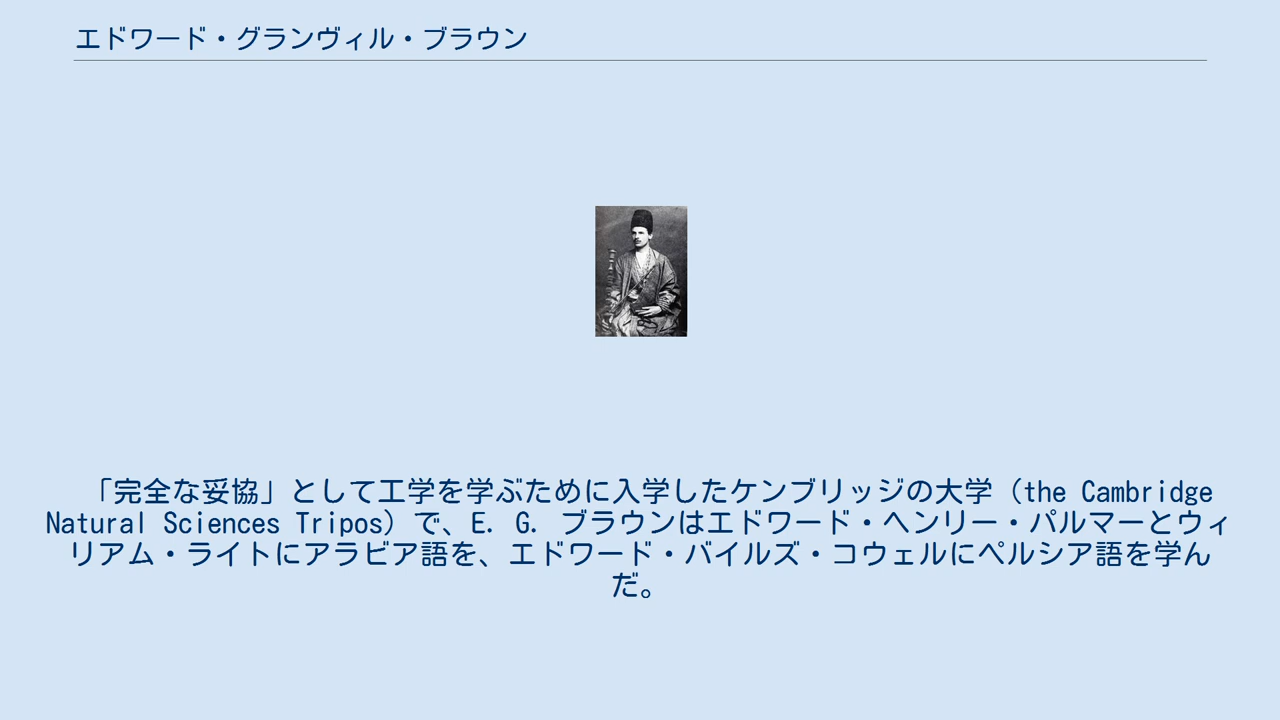 エドワード・グランヴィル・ブラウン
「完全な妥協」として工学を学ぶために入学したケンブリッジの大学（the Cambridge
Natural Sciences Tripos）で、E. G. ブラウンはエドワード・ヘンリー・パルマーとウィ
リアム・ライトにアラビア語を、エドワード・バイルズ・コウェルにペルシア語を学ん
だ。